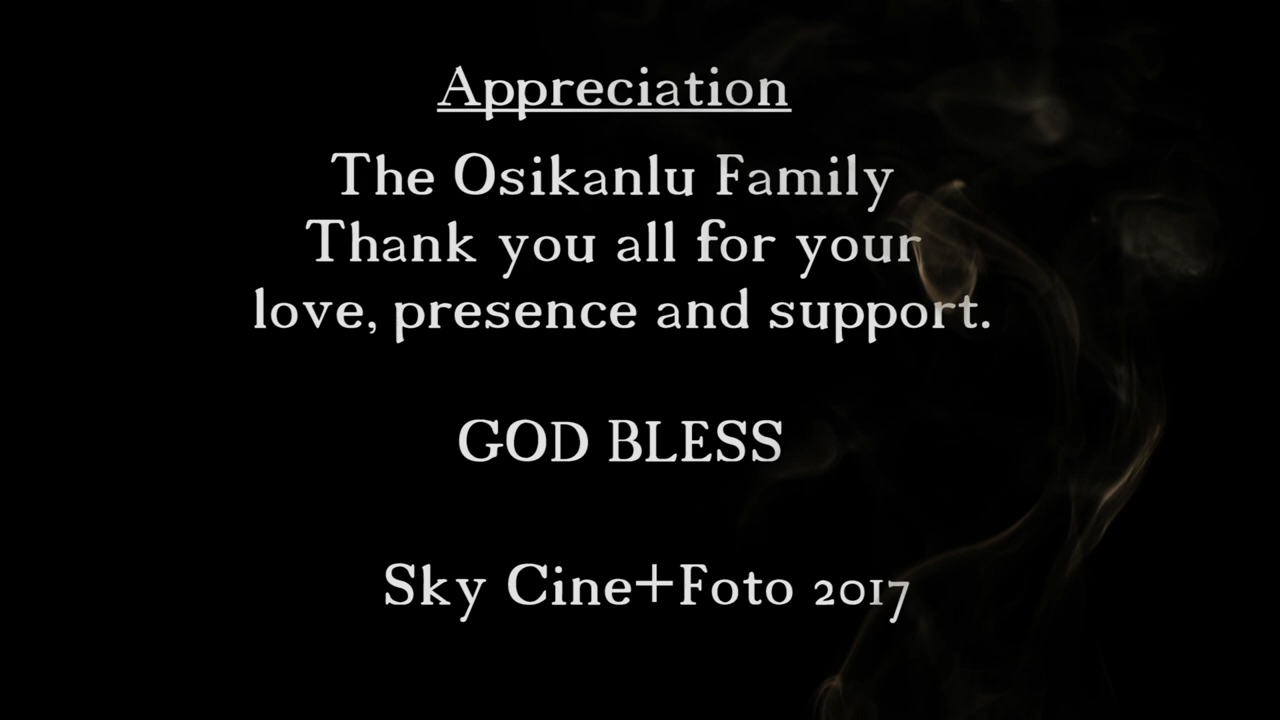 Appreciation
The Osikanlu Family
Thank you all for your
love, presence and support.
GOD BLESS
Sky Cine+Foto 2017